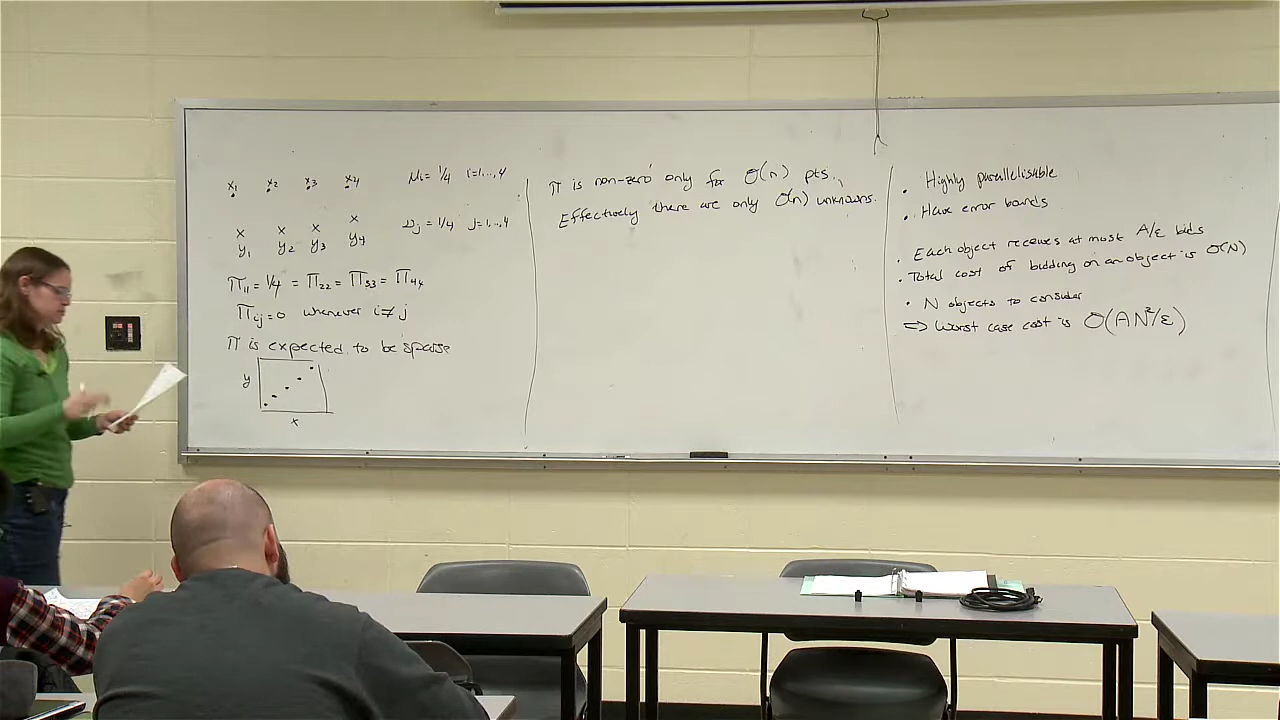 x₁ x₂ x₃ x₄ μᵢ = 1/4 i=1,..,4
x x x x νⱼ = 1/4 j=1,..,4
y₁ y₂ y₃ y₄
π₁₁ = 1/4 = π₂₂ = π₃₃ = π₄₄
πᵢⱼ = 0 whenever i≠j
π is expected to be sparse
y
x
π is non-zero only for O(n) pts.
Effectively there are only O(n) unknowns.
• Highly parallelisable
• Have error bounds
• Each object receives at most A/ε bids
• Total cost of bidding on an object is O(N)
• N objects to consider
⇒ Worst case cost is O(AN²/ε)